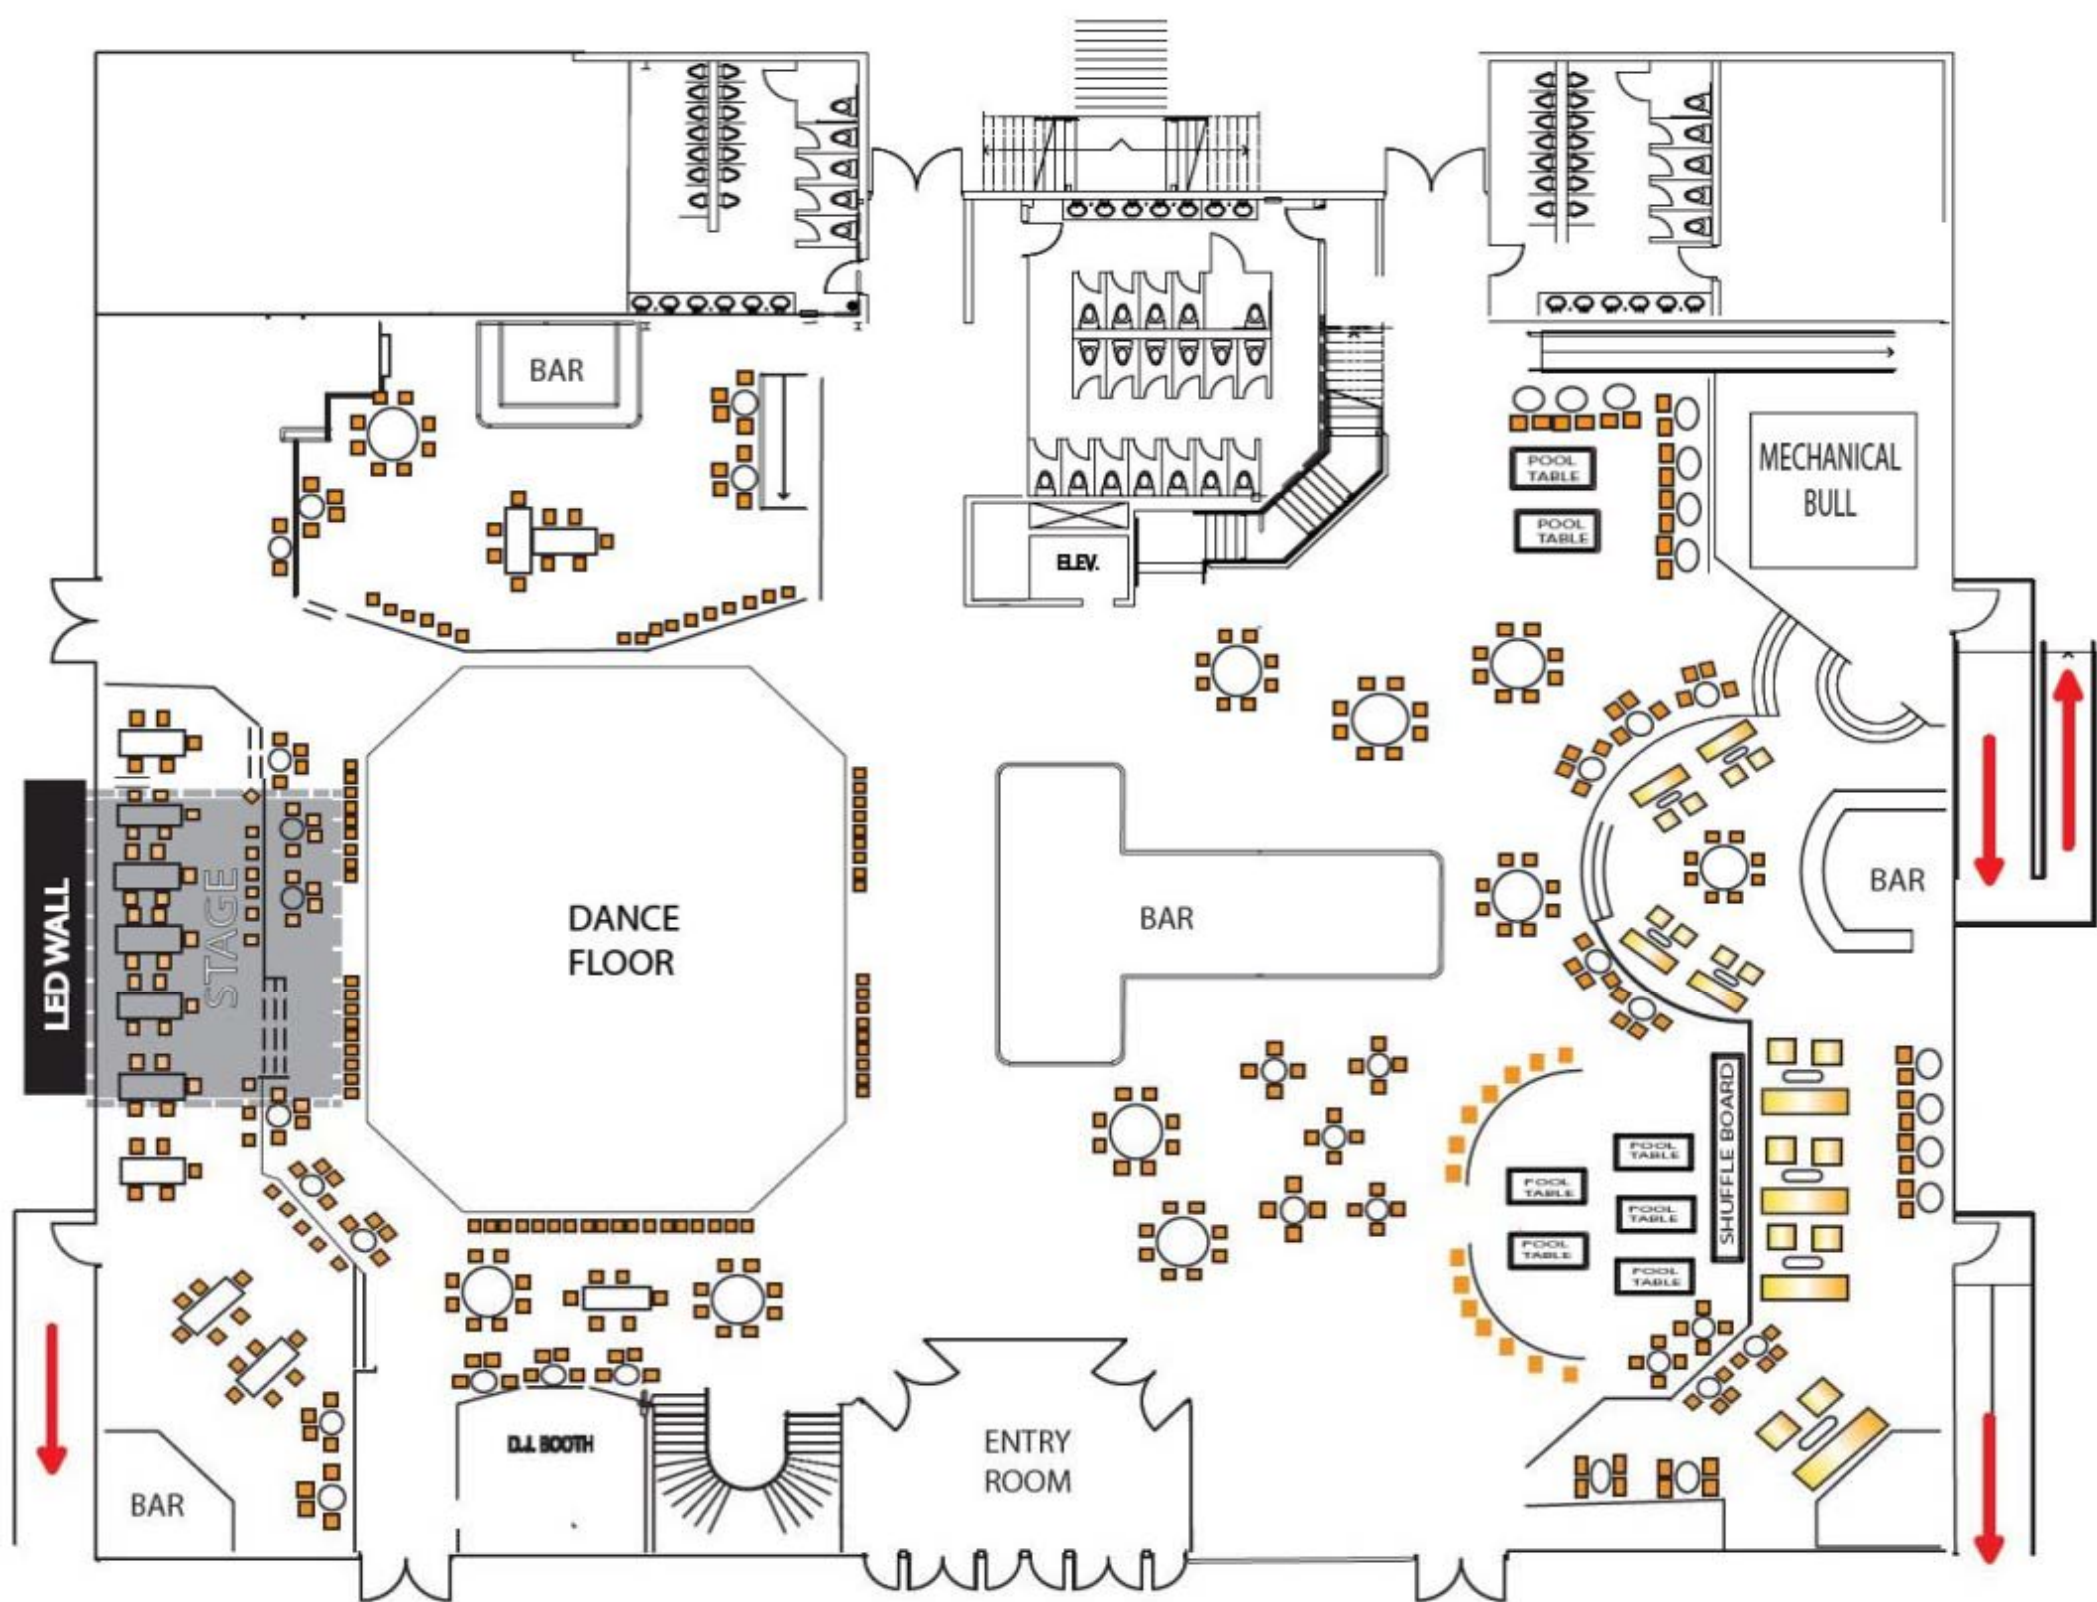 BAR
MECHANICAL
BULL
POOL
TABLE
POOL
TABLE
ELEV.
LED WALL
STAGE
DANCE
FLOOR
BAR
BAR
SHUFFLE BOARD
POOL
TABLE
POOL
TABLE
POOL
TABLE
POOL
TABLE
POOL
TABLE
D.J. BOOTH
ENTRY
ROOM
BAR